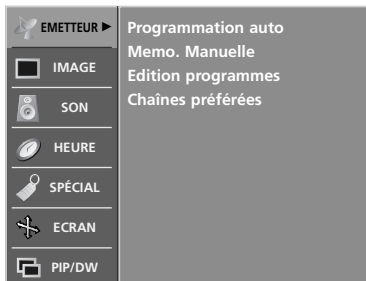 EMETTEUR ►
IMAGE
SON
HEURE
SPÉCIAL
ECRAN
PIP/DW
Programmation auto
Memo. Manuelle
Edition programmes
Chaînes préférées